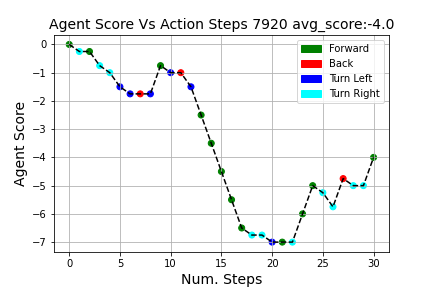 Agent Score Vs Action Steps 7920 avg_score:-4.0
Forward
Back
Turn Left
Turn Right
Agent Score
0
−1
−2
−3
−4
−5
−6
−7
0 5 10 15 20 25 30
Num. Steps